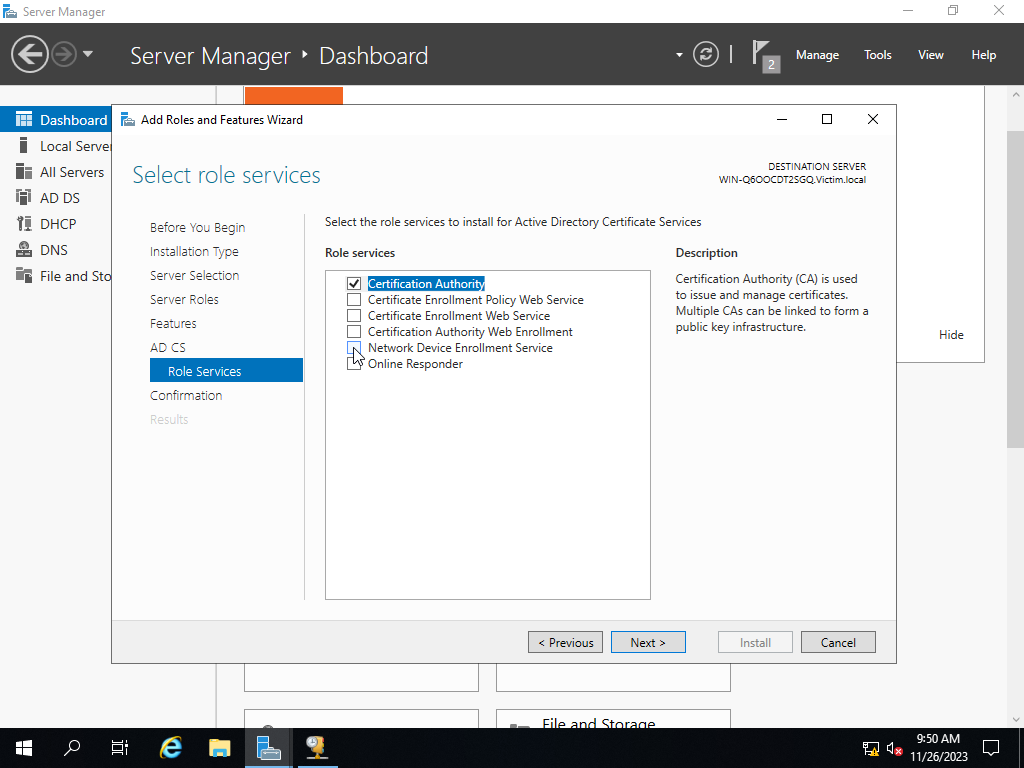 Server Manager
Server Manager • Dashboard
2
Manage
Tools
View
Help
Dashboard
Local Server
All Servers
AD DS
DHCP
DNS
File and Sto
Add Roles and Features Wizard
Select role services
DESTINATION SERVER
WIN-Q6OOCDT2SGQ.Victim.local
Before You Begin
Installation Type
Server Selection
Server Roles
Features
AD CS
Role Services
Confirmation
Results
Select the role services to install for Active Directory Certificate Services
Role services
Certification Authority
Certificate Enrollment Policy Web Service
Certificate Enrollment Web Service
Certification Authority Web Enrollment
Network Device Enrollment Service
Online Responder
Description
Certification Authority (CA) is used
to issue and manage certificates.
Multiple CAs can be linked to form a
public key infrastructure.
Hide
< Previous
Next >
Install
Cancel
File and Storage
9:50 AM
11/26/2023